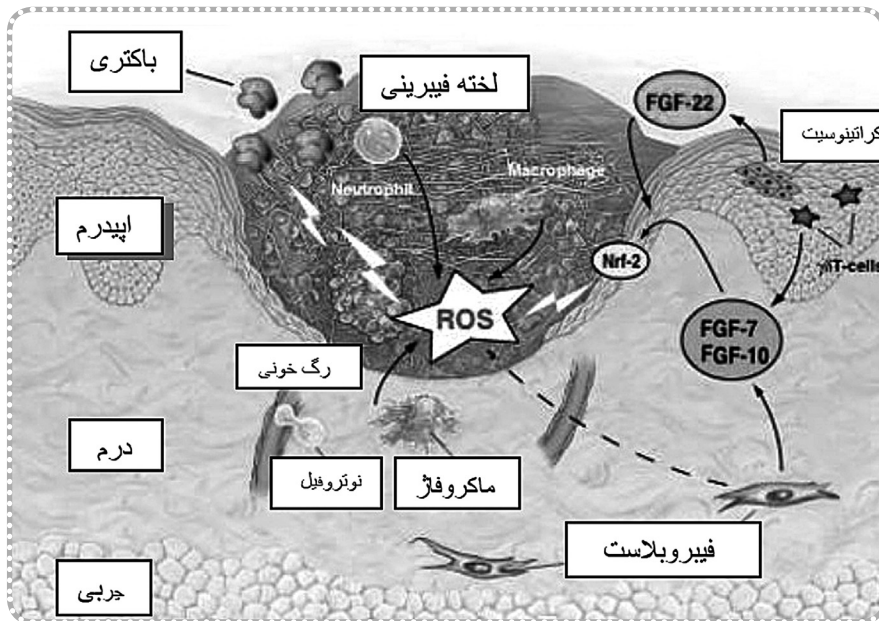 باکتری
لخته فیبرینی
FGF-22
کراتینوسیت
Neutrophil
Macrophage
اپیدرم
Nrf-2
T-cells
ROS
FGF-7
FGF-10
رگ خونی
درم
نوتروفیل
ماکروفاژ
فیبروبلاست
چربی